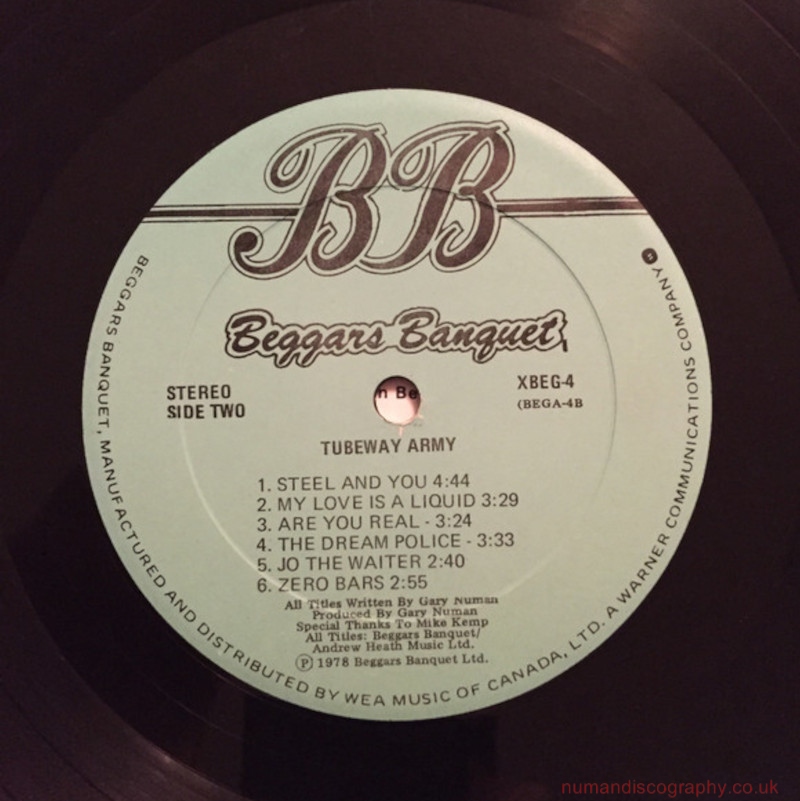 BB
Beggars Banquet
STEREO
SIDE TWO
XBEG-4
(BEGA-4B
n Be
TUBEWAY ARMY
1. STEEL AND YOU 4:44
2. MY LOVE IS A LIQUID 3:29
3. ARE YOU REAL - 3:24
4. THE DREAM POLICE - 3:33
5. JO THE WAITER 2:40
6. ZERO BARS 2:55
All Titles Written By Gary Numan
Produced By Gary Numan
Special Thanks To Mike Kemp
All Titles: Beggars Banquet/
Andrew Heath Music Ltd.
Ⓟ 1978 Beggars Banquet Ltd.
BEGGARS BANQUET, MANUFACTURED AND DISTRIBUTED BY WEA MUSIC OF CANADA, LTD. A WARNER COMMUNICATIONS COMPANY
numandiscography.co.uk